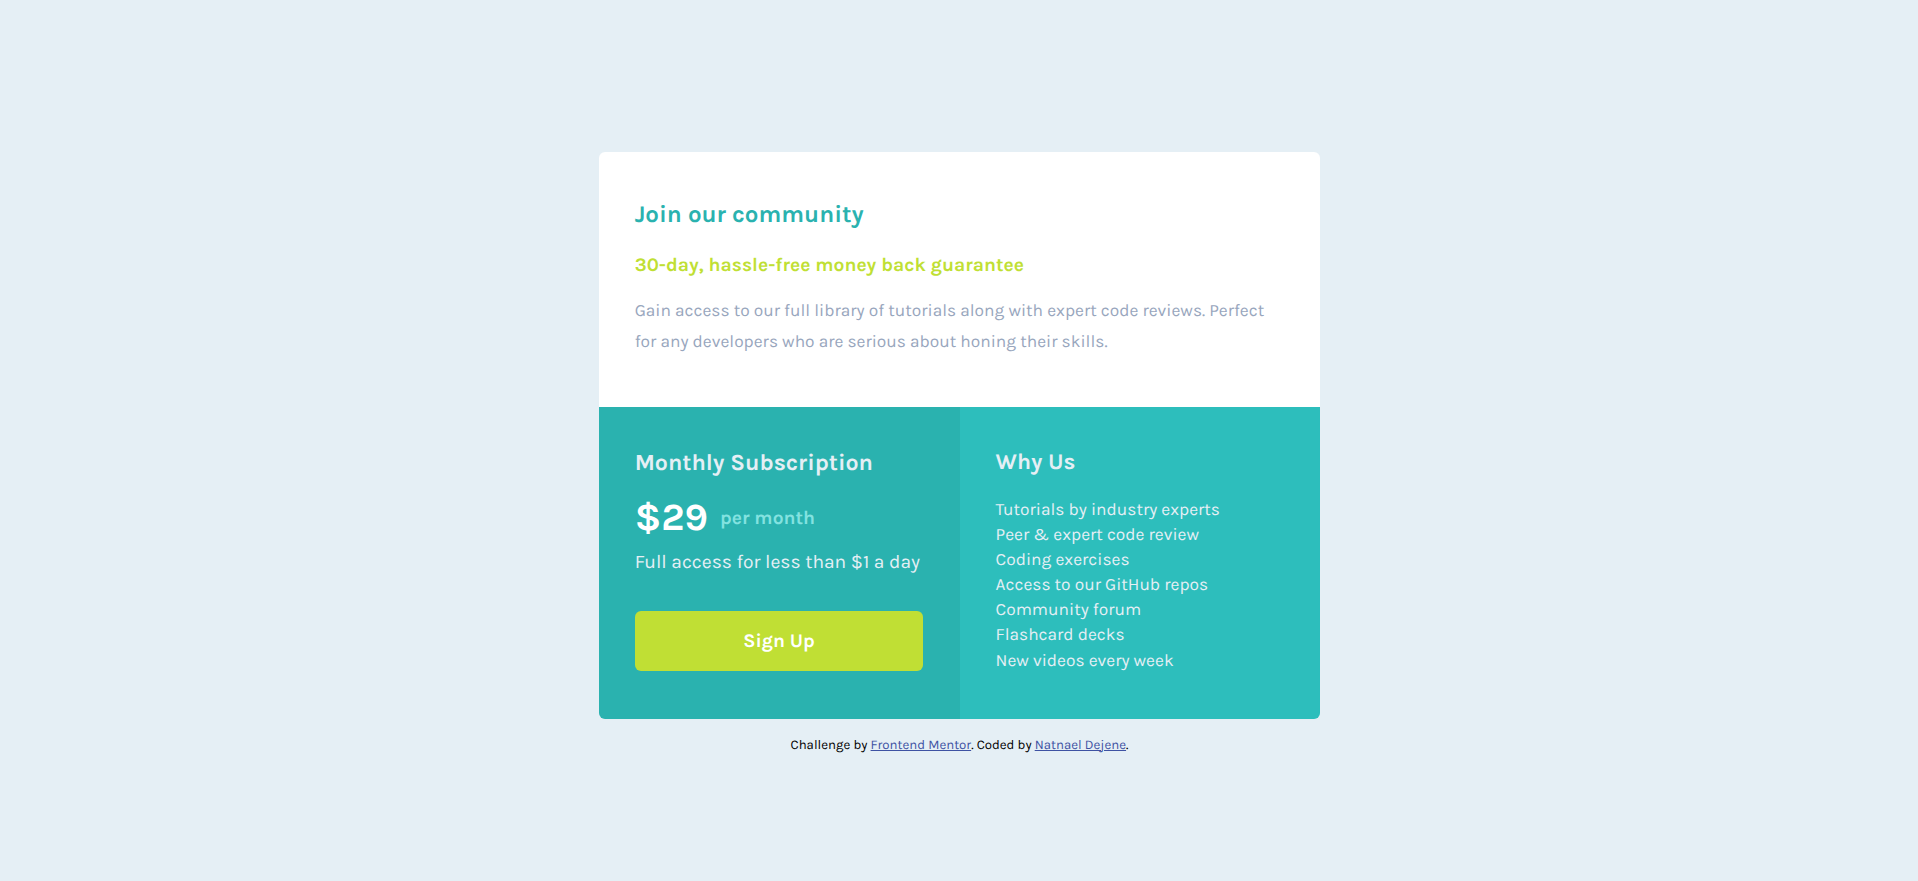 Join our community
30-day, hassle-free money back guarantee
Gain access to our full library of tutorials along with expert code reviews. Perfect
for any developers who are serious about honing their skills.
Monthly Subscription
$29 per month
Full access for less than $1 a day
Sign Up
Why Us
Tutorials by industry experts
Peer & expert code review
Coding exercises
Access to our GitHub repos
Community forum
Flashcard decks
New videos every week
Challenge by Frontend Mentor. Coded by Natnael Dejene.